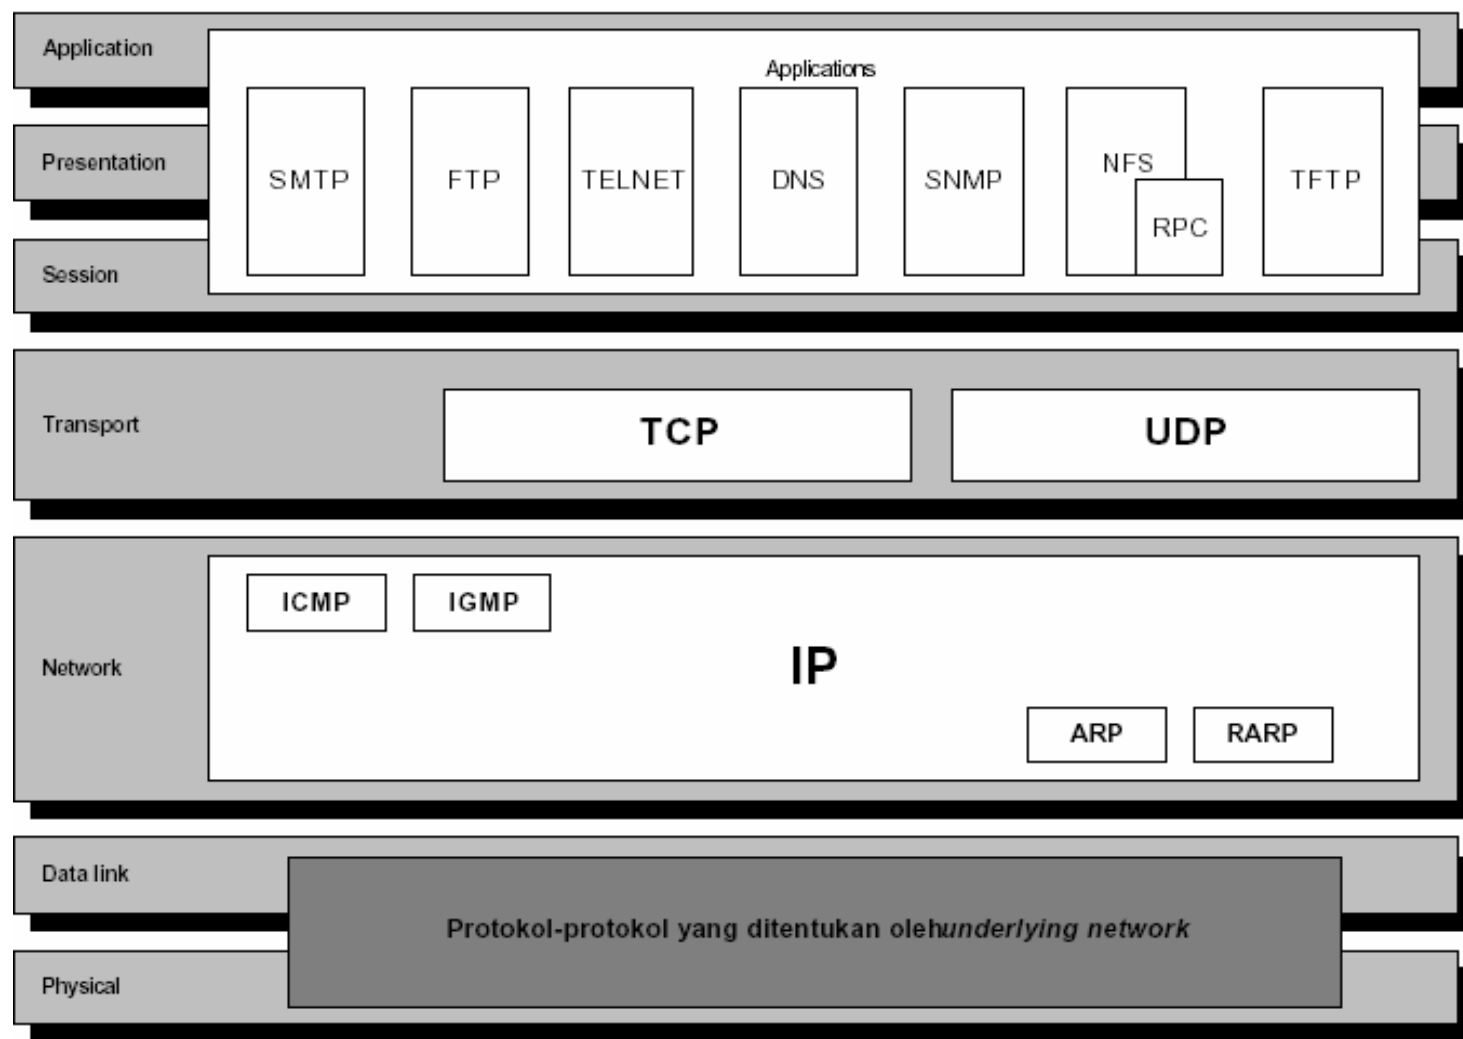 Application
Applications
Presentation
SMTP
FTP
TELNET
DNS
SNMP
NFS
RPC
TFTP
Session
Transport
TCP
UDP
Network
ICMP
IGMP
IP
ARP
RARP
Data link
Protokol-protokol yang ditentukan olehunderlying network
Physical